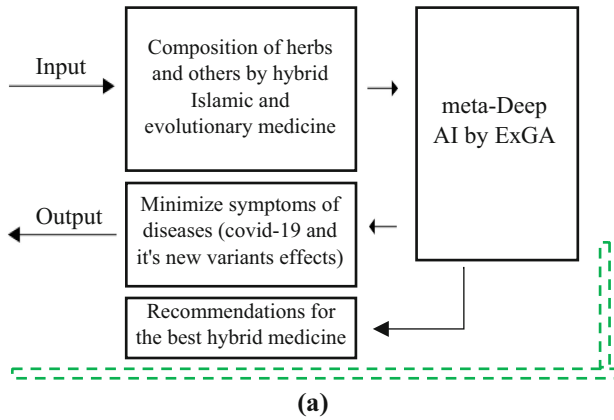 Input
Composition of herbs
and others by hybrid
Islamic and
evolutionary medicine
meta-Deep
AI by ExGA
Output
Minimize symptoms of
diseases (covid-19 and
it's new variants effects)
Recommendations for
the best hybrid medicine
(a)